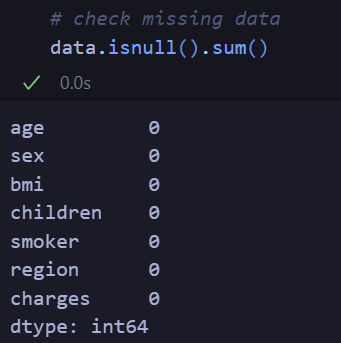 # check missing data
data.isnull().sum()
✓ 0.0s
age 0
sex 0
bmi 0
children 0
smoker 0
region 0
charges 0
dtype: int64